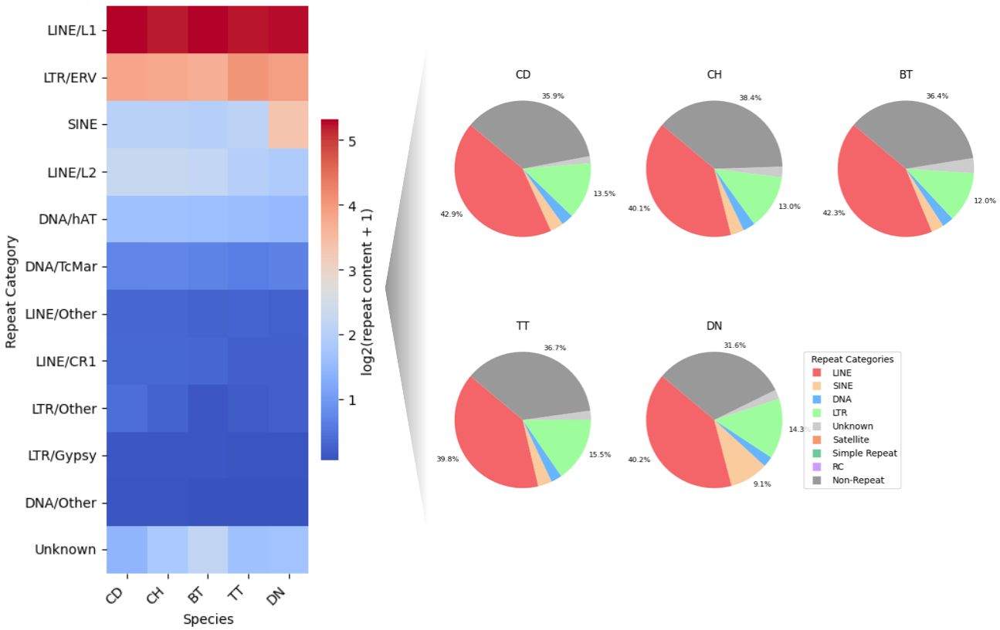 Repeat Category
LINE/L1
LTR/ERV
SINE
LINE/L2
DNA/hAT
DNA/TcMar
LINE/Other
LINE/CR1
LTR/Other
LTR/Gypsy
DNA/Other
Unknown
CD
CH
BT
TT
DN
Species
5
4
3
2
1
log2(repeat content + 1)
CD
35.9%
13.5%
42.9%
CH
38.4%
13.0%
40.1%
BT
36.4%
12.0%
42.3%
TT
36.7%
15.5%
39.8%
DN
31.6%
14.3%
40.2%
9.1%
Repeat Categories
LINE
SINE
DNA
LTR
Unknown
Satellite
Simple Repeat
RC
Non-Repeat